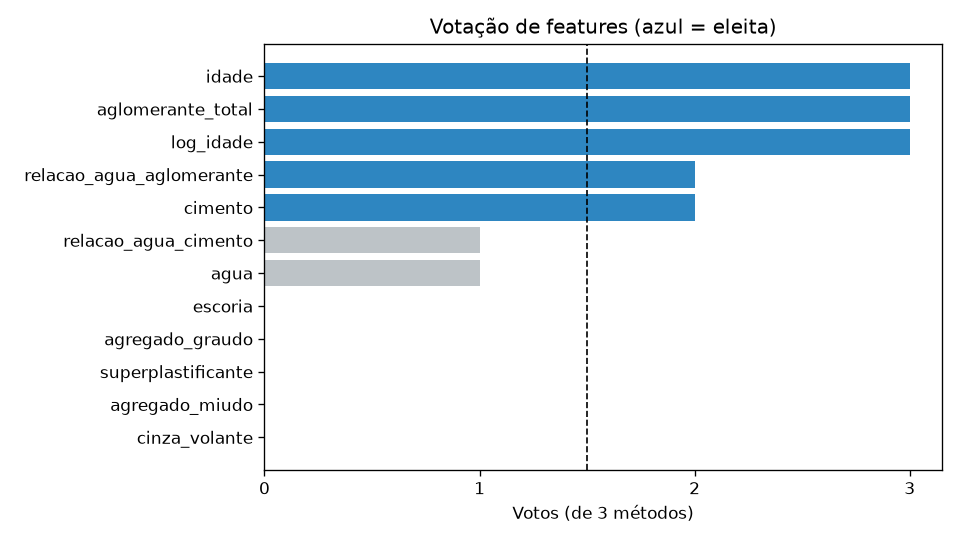 Votação de features (azul = eleita)
idade
aglomerante_total
log_idade
relacao_agua_aglomerante
cimento
relacao_agua_cimento
agua
escoria
agregado_graudo
superplastificante
agregado_miudo
cinza_volante
0 1 2 3
Votos (de 3 métodos)